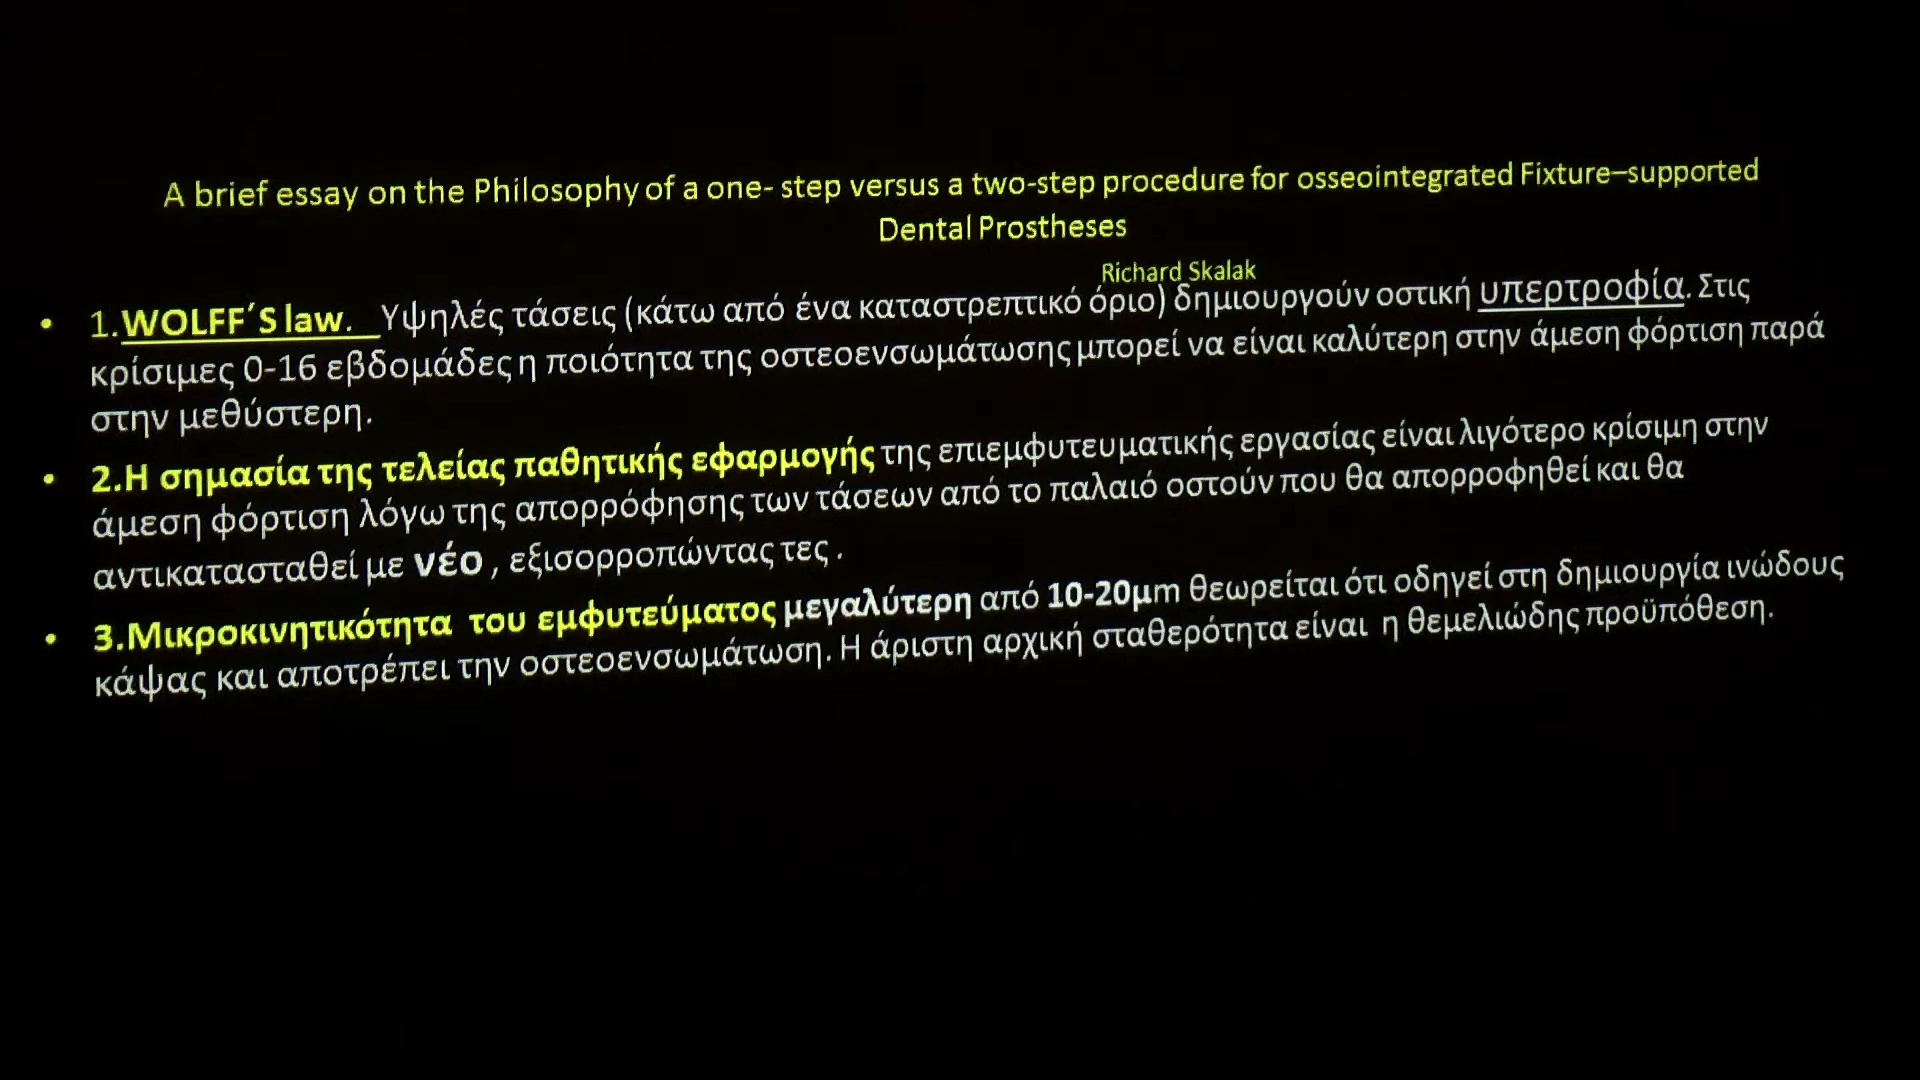 A brief essay on the Philosophy of a one- step versus a two-step procedure for osseointegrated Fixture–supported
Dental Prostheses
Richard Skalak
• 1.WOLFF΄S law. Υψηλές τάσεις (κάτω από ένα καταστρεπτικό όριο) δημιουργούν οστική υπερτροφία. Στις
κρίσιμες 0-16 εβδομάδες η ποιότητα της οστεοενσωμάτωσης μπορεί να είναι καλύτερη στην άμεση φόρτιση παρά
στην μεθύστερη.
• 2.Η σημασία της τελείας παθητικής εφαρμογής της επιεμφυτευματικής εργασίας είναι λιγότερο κρίσιμη στην
άμεση φόρτιση λόγω της απορρόφησης των τάσεων από το παλαιό οστούν που θα απορροφηθεί και θα
αντικατασταθεί με νέο , εξισορροπώντας τες .
• 3.Μικροκινητικότητα του εμφυτεύματος μεγαλύτερη από 10-20μm θεωρείται ότι οδηγεί στη δημιουργία ινώδους
κάψας και αποτρέπει την οστεοενσωμάτωση. Η άριστη αρχική σταθερότητα είναι η θεμελιώδης προϋπόθεση.